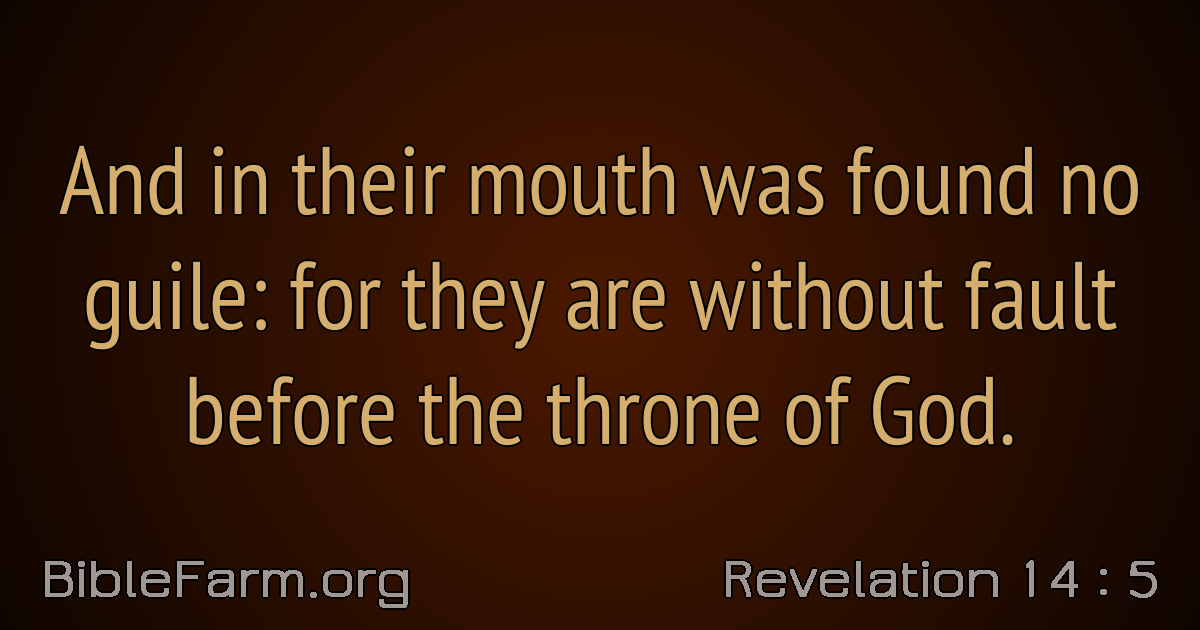 And in their mouth was found no
guile: for they are without fault
before the throne of God.
BibleFarm.org
Revelation 14 : 5